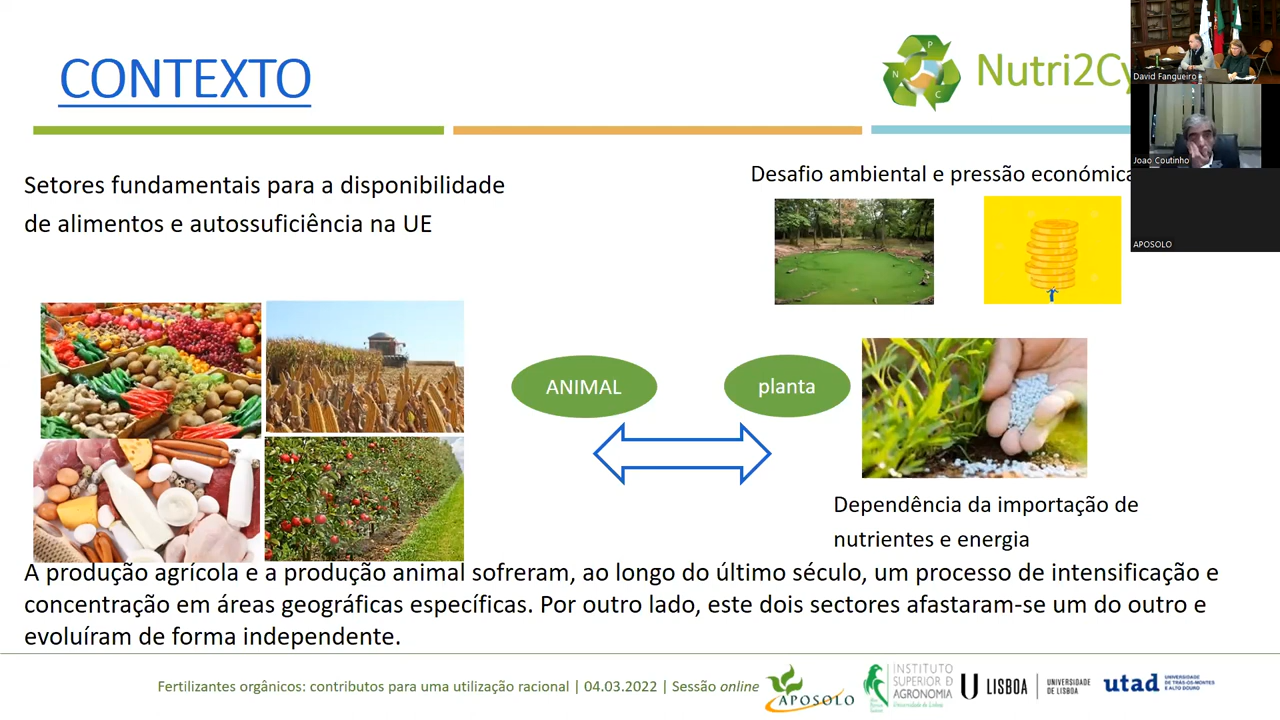 CONTEXTO
P
N
C
Nutri2Cy
David Fangueiro
Joao Coutinho
APOSOLO
Setores fundamentais para a disponibilidade
de alimentos e autossuficiência na UE
Desafio ambiental e pressão económica
ANIMAL
planta
Dependência da importação de
nutrientes e energia
A produção agrícola e a produção animal sofreram, ao longo do último século, um processo de intensificação e
concentração em áreas geográficas específicas. Por outro lado, este dois sectores afastaram-se um do outro e
evoluíram de forma independente.
Fertilizantes orgânicos: contributos para uma utilização racional | 04.03.2022 | Sessão online
APOSOLO
INSTITUTO
SUPERIOR D
AGRONOMIA
Universidade de Lisboa
LISBOA
UNIVERSIDADE
DE LISBOA
utad
UNIVERSIDADE
DE TRÁS-OS-MONTES
E ALTO DOURO